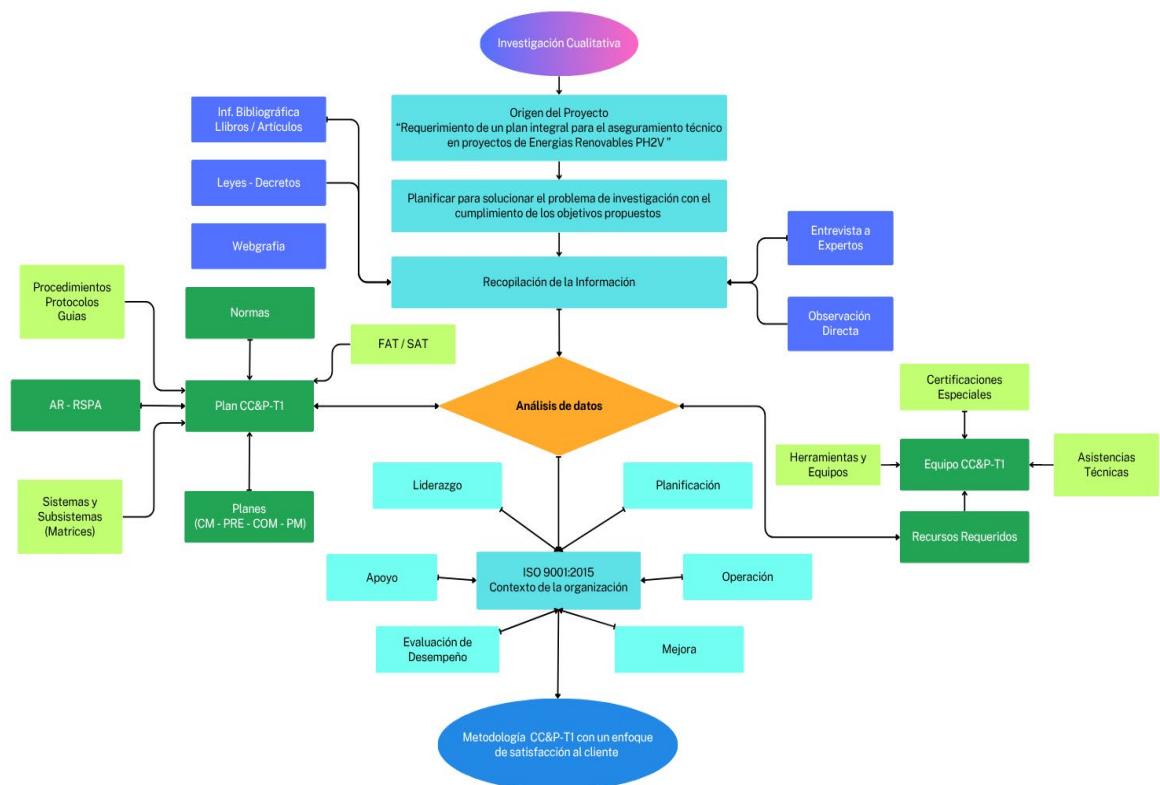 Investigación Cualitativa
Origen del Proyecto
“Requerimiento de un plan integral para el aseguramiento técnico
en proyectos de Energias Renovables PH2V ”
Inf. Bibliográfica
Llibros / Artículos
Leyes - Decretos
Webgrafia
Planificar para solucionar el problema de investigación con el
cumplimiento de los objetivos propuestos
Recopilación de la Información
Entrevista a
Expertos
Observación
Directa
Procedimientos
Protocolos
Guias
Normas
FAT / SAT
AR - RSPA
Plan CC&P-T1
Sistemas y
Subsistemas
(Matrices)
Planes
(CM - PRE - COM - PM)
Análisis de datos
Certificaciones
Especiales
Herramientas y
Equipos
Equipo CC&P-T1
Asistencias
Técnicas
Recursos Requeridos
Liderazgo
Planificación
Apoyo
ISO 9001:2015
Contexto de la organización
Operación
Evaluación de
Desempeño
Mejora
Metodología CC&P-T1 con un enfoque
de satisfacción al cliente